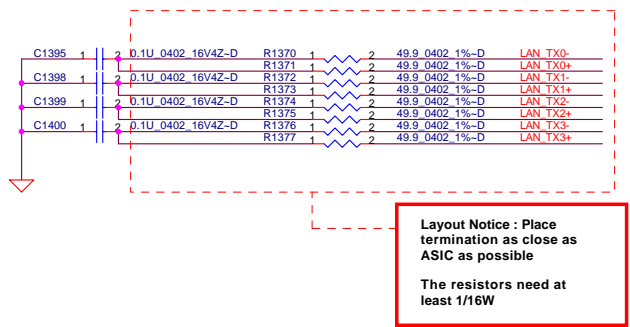 C1395 1 2 0.1U_0402_16V4Z~D R1370 1 2 49.9_0402_1%~D LAN_TX0-
R1371 1 2 49.9_0402_1%~D LAN_TX0+
C1398 1 2 0.1U_0402_16V4Z~D R1372 1 2 49.9_0402_1%~D LAN_TX1-
R1373 1 2 49.9_0402_1%~D LAN_TX1+
C1399 1 2 0.1U_0402_16V4Z~D R1374 1 2 49.9_0402_1%~D LAN_TX2-
R1375 1 2 49.9_0402_1%~D LAN_TX2+
C1400 1 2 0.1U_0402_16V4Z~D R1376 1 2 49.9_0402_1%~D LAN_TX3-
R1377 1 2 49.9_0402_1%~D LAN_TX3+
Layout Notice : Place
termination as close as
ASIC as possible
The resistors need at
least 1/16W